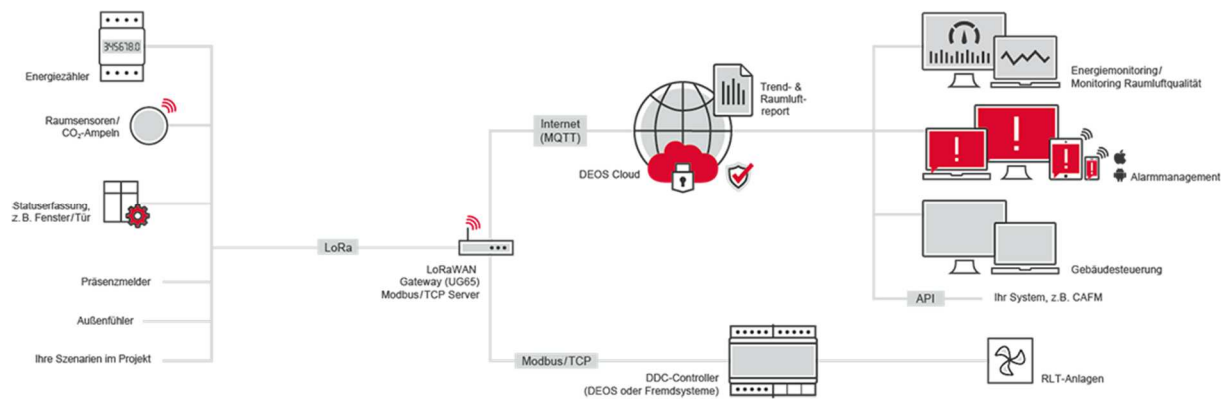 345678.0
Energiezähler
Raumsensoren/
CO₂-Ampeln
Statuserfassung,
z. B. Fenster/Tür
Präsenzmelder
Außenfühler
Ihre Szenarien im Projekt
LoRa
LoRaWAN
Gateway (UG65)
Modbus/TCP Server
Internet
(MQTT)
DEOS Cloud
Trend- &
Raumluft-
report
Modbus/TCP
DDC-Controller
(DEOS oder Fremdsysteme)
Energiemonitoring/
Monitoring Raumluftqualität
!
!
!
!
Alarmmanagement
Gebäudesteuerung
API
Ihr System, z.B. CAFM
RLT-Anlagen